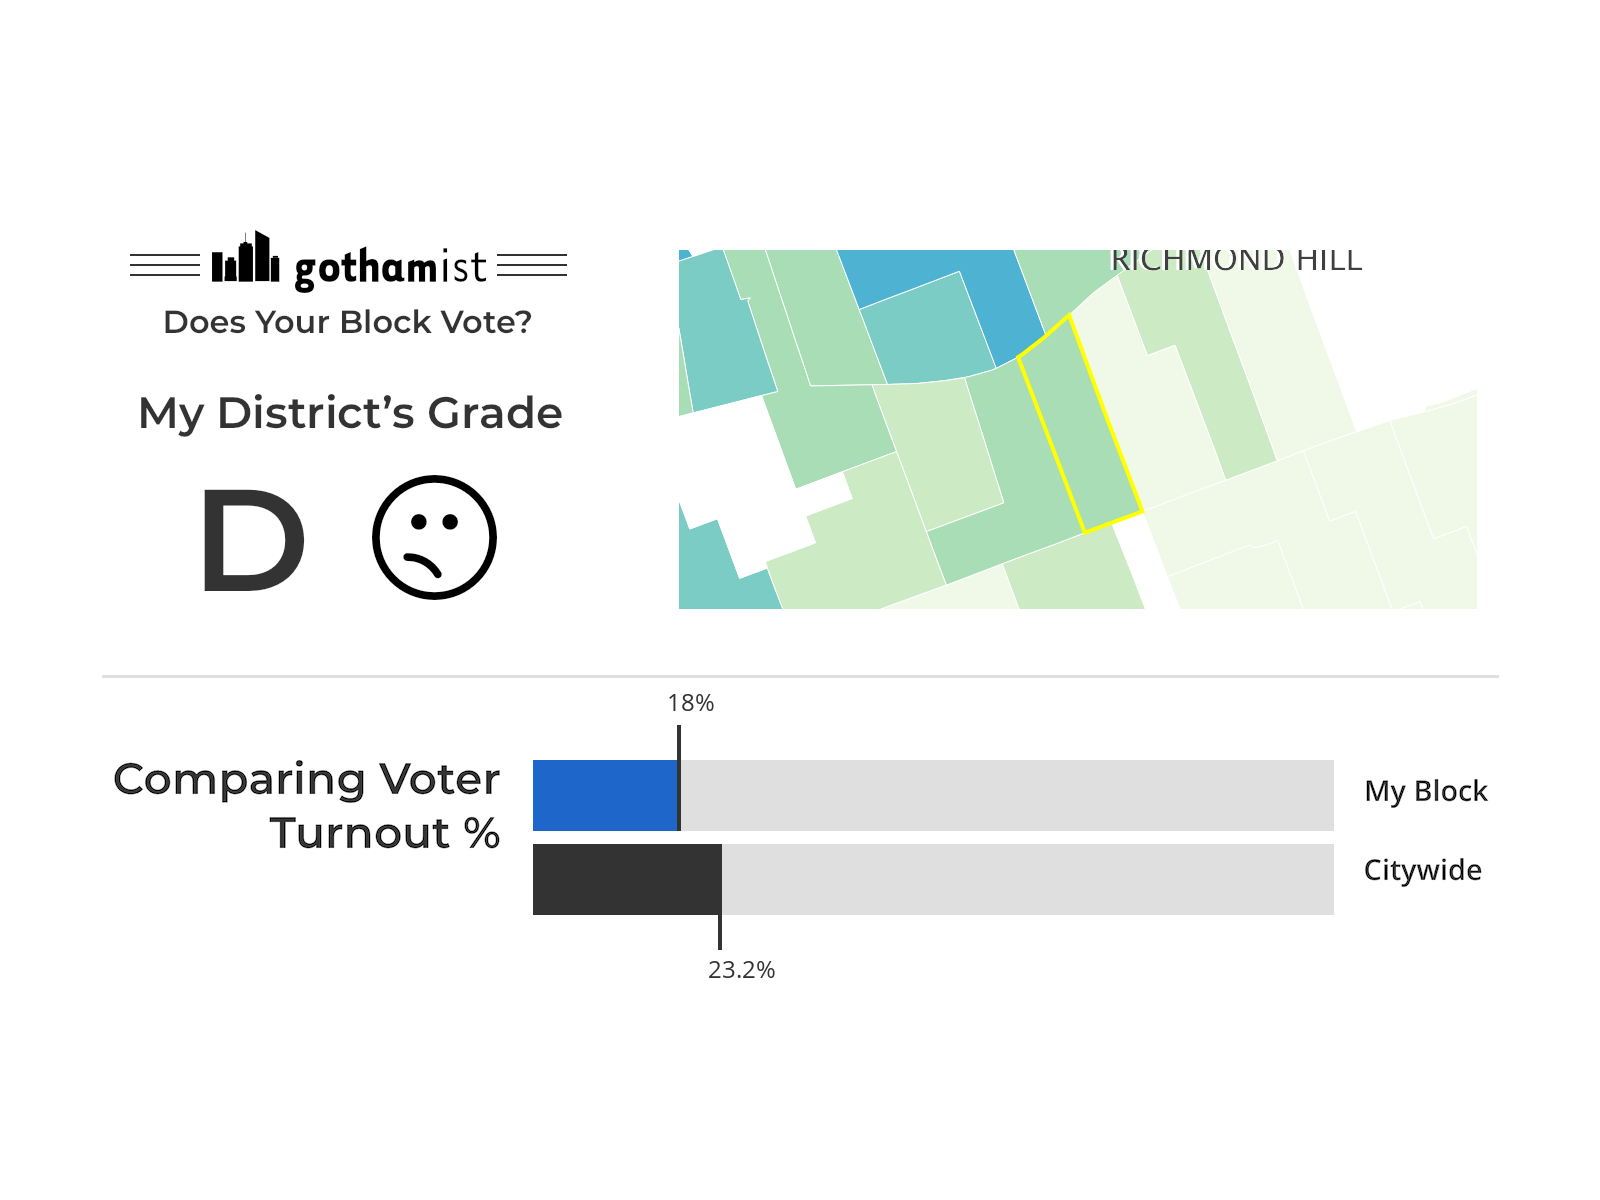 gothamist
Does Your Block Vote?
My District's Grade
D
RICHMOND HILL
18%
Comparing Voter
Turnout %
My Block
Citywide
23.2%